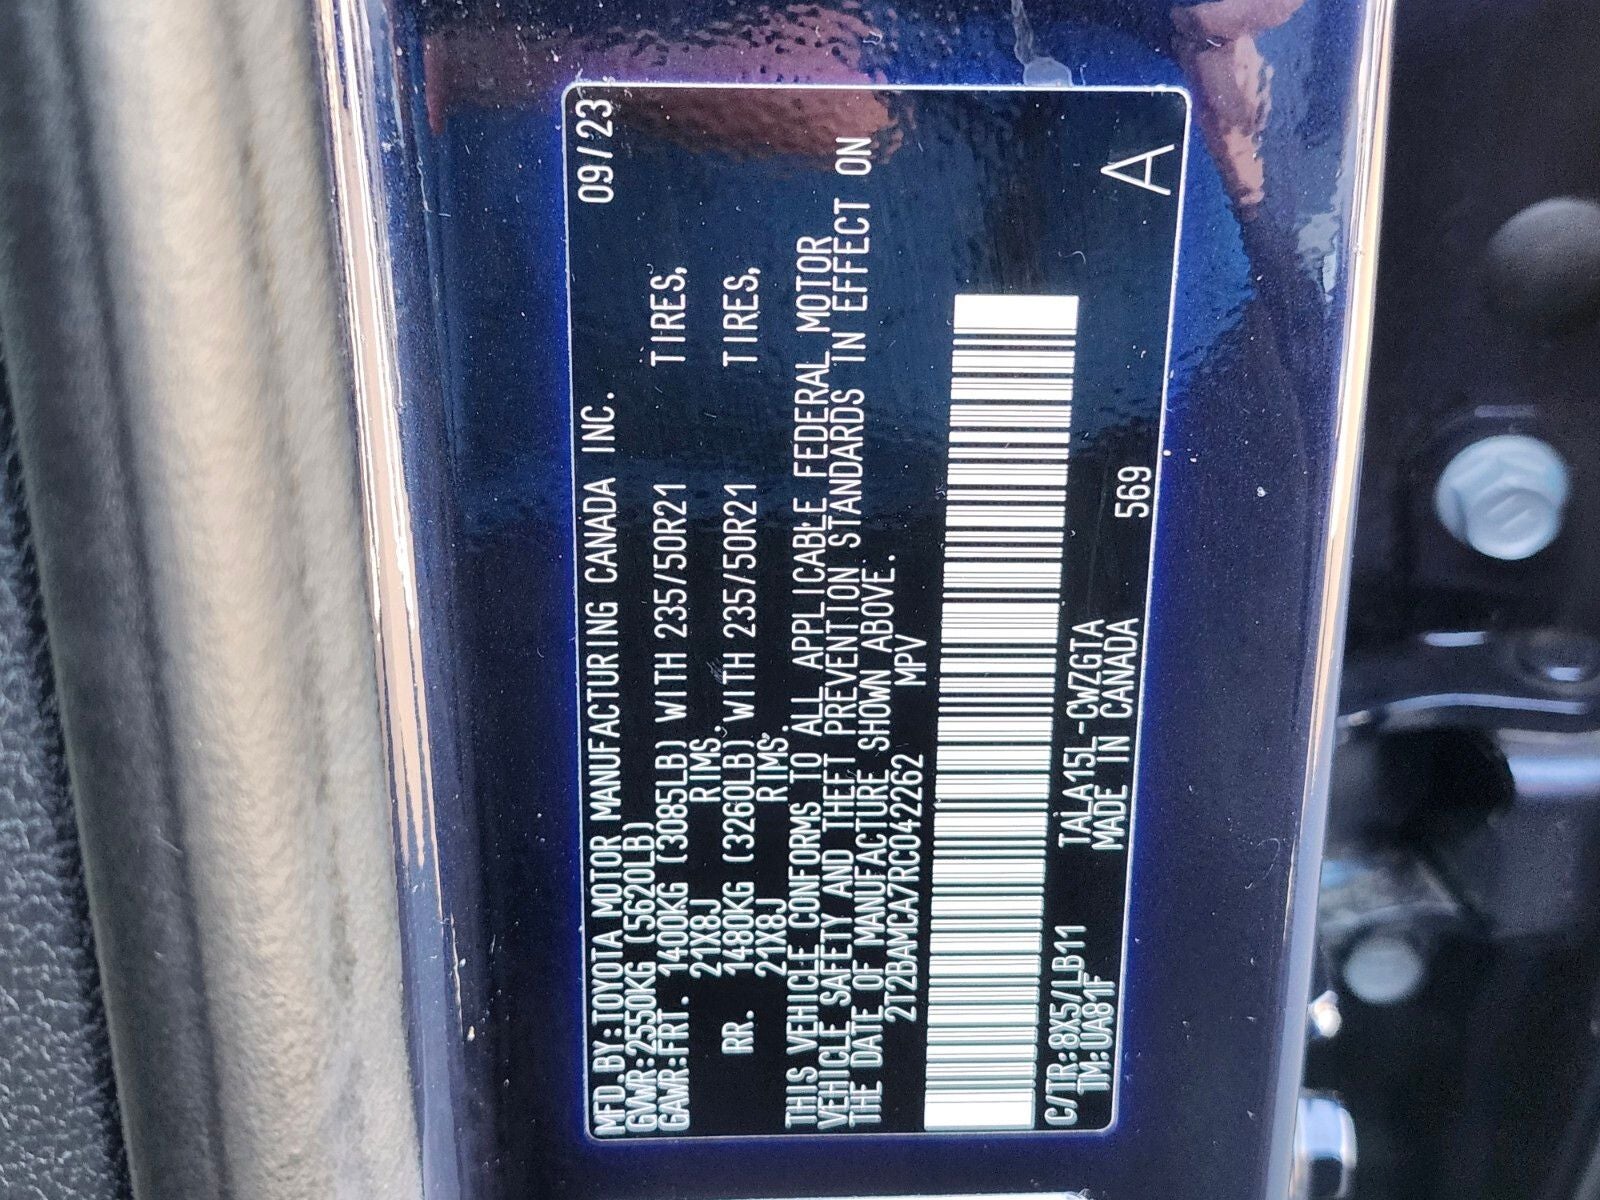 MFD.BY:TOYOTA MOTOR MANUFACTURING CANADA INC. 09/23
GVWR:2550KG (5620LB)
GAWR:FRT. 1400KG (3085LB) WITH 235/50R21 TIRES,
21X8J RIMS.
RR. 1480KG (3260LB) WITH 235/50R21 TIRES,
21X8J RIMS.
THIS VEHICLE CONFORMS TO ALL APPLICABLE FEDERAL MOTOR
VEHICLE SAFETY AND THEFT PREVENTION STANDARDS IN EFFECT ON
THE DATE OF MANUFACTURE SHOWN ABOVE.
2T2BAMCA7RC042262 MPV
C/TR:8X5/LB11 TALA15L-CWZGTA
TM:UA81F MADE IN CANADA 569
A